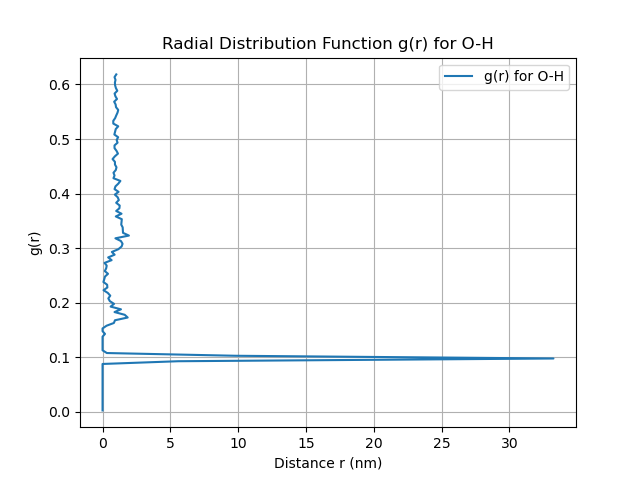 Radial Distribution Function g(r) for O-H
g(r) for O-H
0.6
0.5
0.4
0.3
0.2
0.1
0.0
g(r)
0 5 10 15 20 25 30
Distance r (nm)